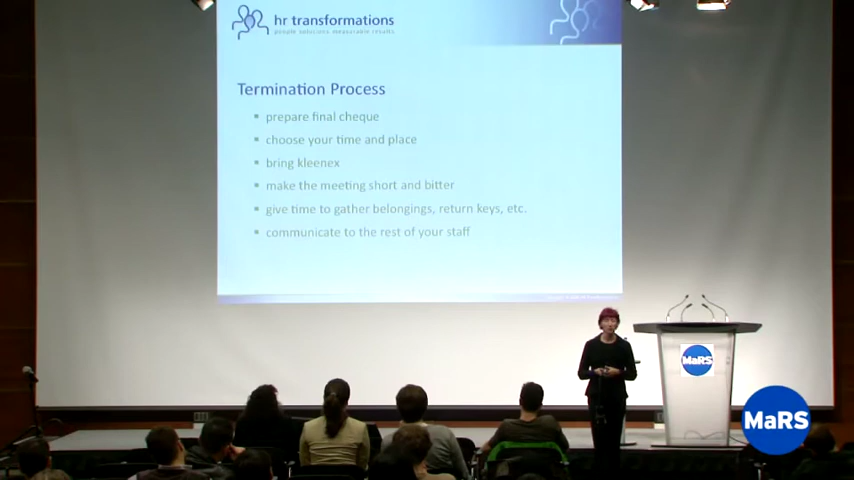 hr transformations
people solutions measurable results
Termination Process
prepare final cheque
choose your time and place
bring kleenex
make the meeting short and bitter
give time to gather belongings, return keys, etc.
communicate to the rest of your staff
MaRS
MaRS